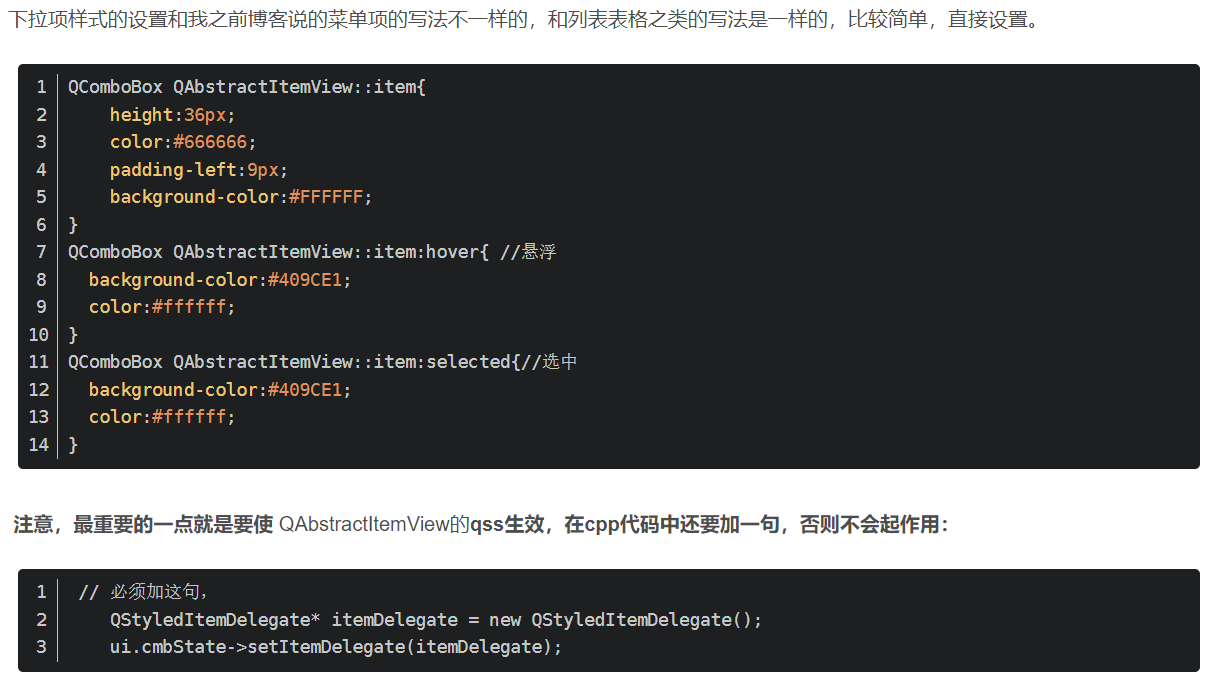 下拉项样式的设置和我之前博客说的菜单项的写法不一样的，和列表表格之类的写法是一样的，比较简单，直接设置。
1 QComboBox QAbstractItemView::item{
2     height:36px;
3     color:#666666;
4     padding-left:9px;
5     background-color:#FFFFFF;
6 }
7 QComboBox QAbstractItemView::item:hover{ //悬浮
8   background-color:#409CE1;
9   color:#ffffff;
10 }
11 QComboBox QAbstractItemView::item:selected{//选中
12   background-color:#409CE1;
13   color:#ffffff;
14 }
注意，最重要的一点就是要使 QAbstractItemView的qss生效，在cpp代码中还要加一句，否则不会起作用：
1  // 必须加这句，
2     QStyledItemDelegate* itemDelegate = new QStyledItemDelegate();
3     ui.cmbState->setItemDelegate(itemDelegate);